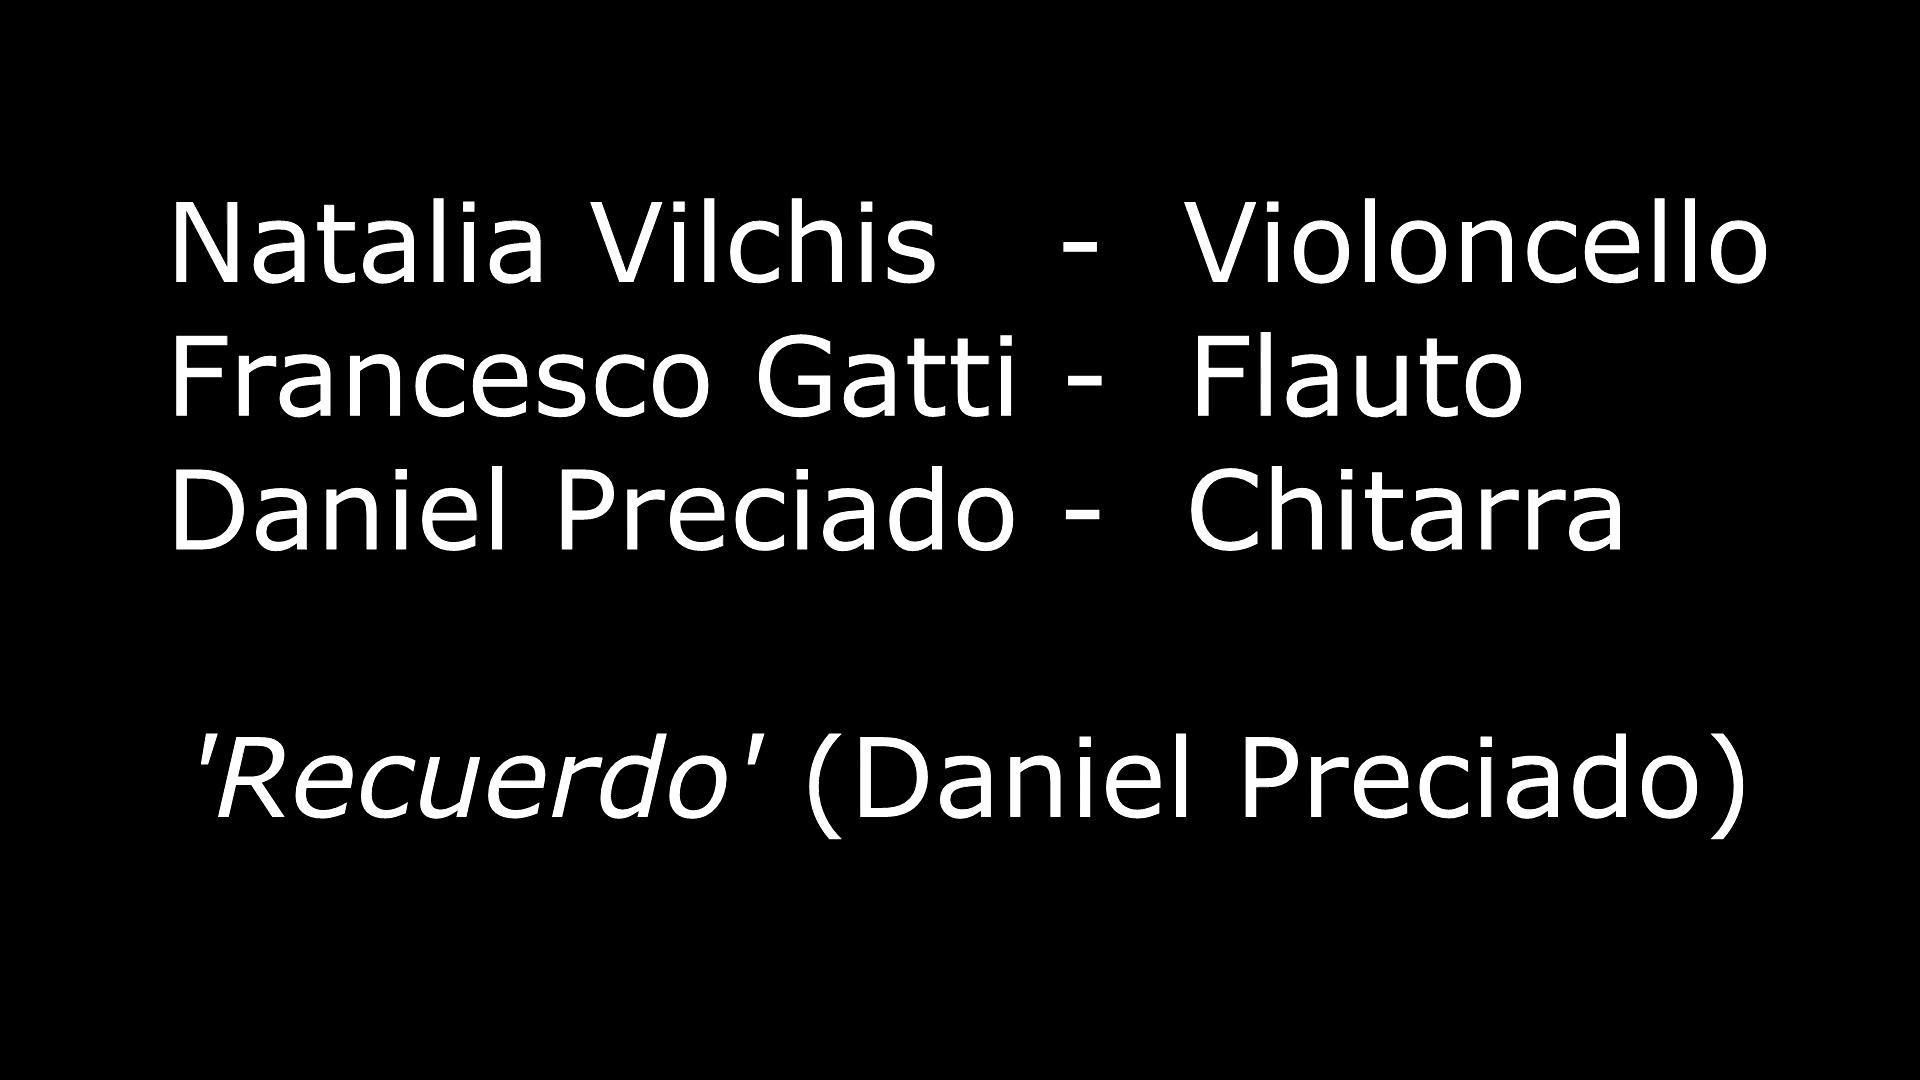 Natalia Vilchis - Violoncello
Francesco Gatti - Flauto
Daniel Preciado - Chitarra
'Recuerdo' (Daniel Preciado)